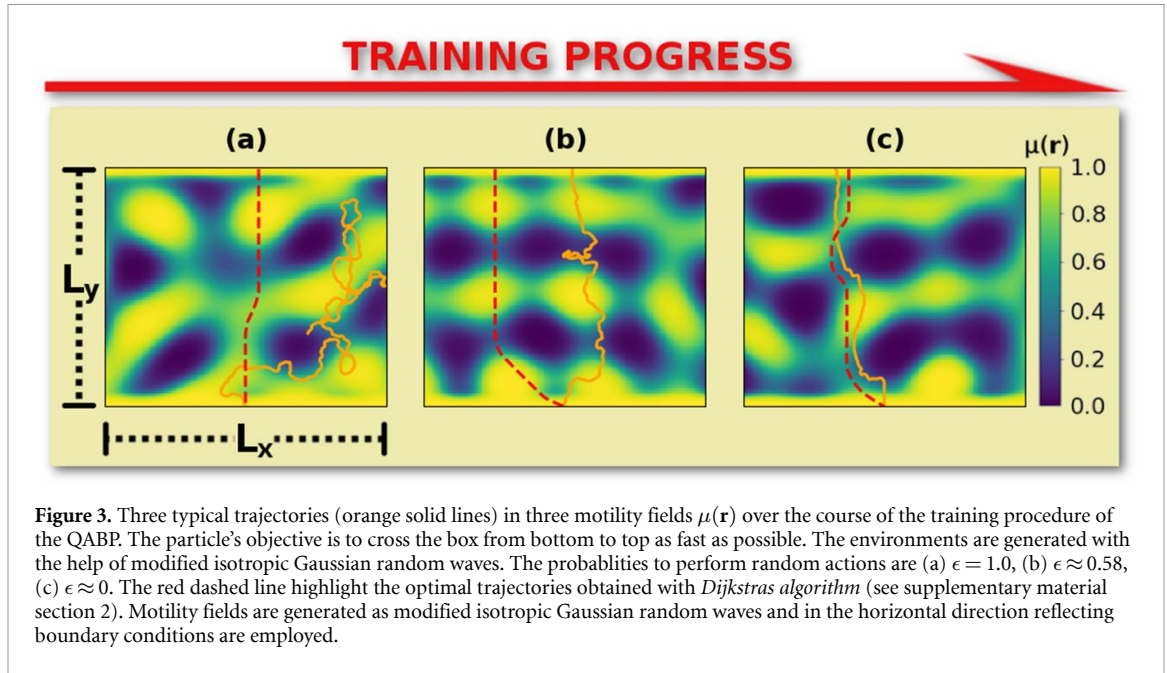 TRAINING PROGRESS
(a)
(b)
(c)
μ(r)
1.0
0.8
0.6
0.4
0.2
0.0
Ly
Lx
Figure 3. Three typical trajectories (orange solid lines) in three motility fields μ(r) over the course of the training procedure of
the QABP. The particle's objective is to cross the box from bottom to top as fast as possible. The environments are generated with
the help of modified isotropic Gaussian random waves. The probablities to perform random actions are (a) ϵ = 1.0, (b) ϵ ≈ 0.58,
(c) ϵ ≈ 0. The red dashed line highlight the optimal trajectories obtained with Dijkstras algorithm (see supplementary material
section 2). Motility fields are generated as modified isotropic Gaussian random waves and in the horizontal direction reflecting
boundary conditions are employed.